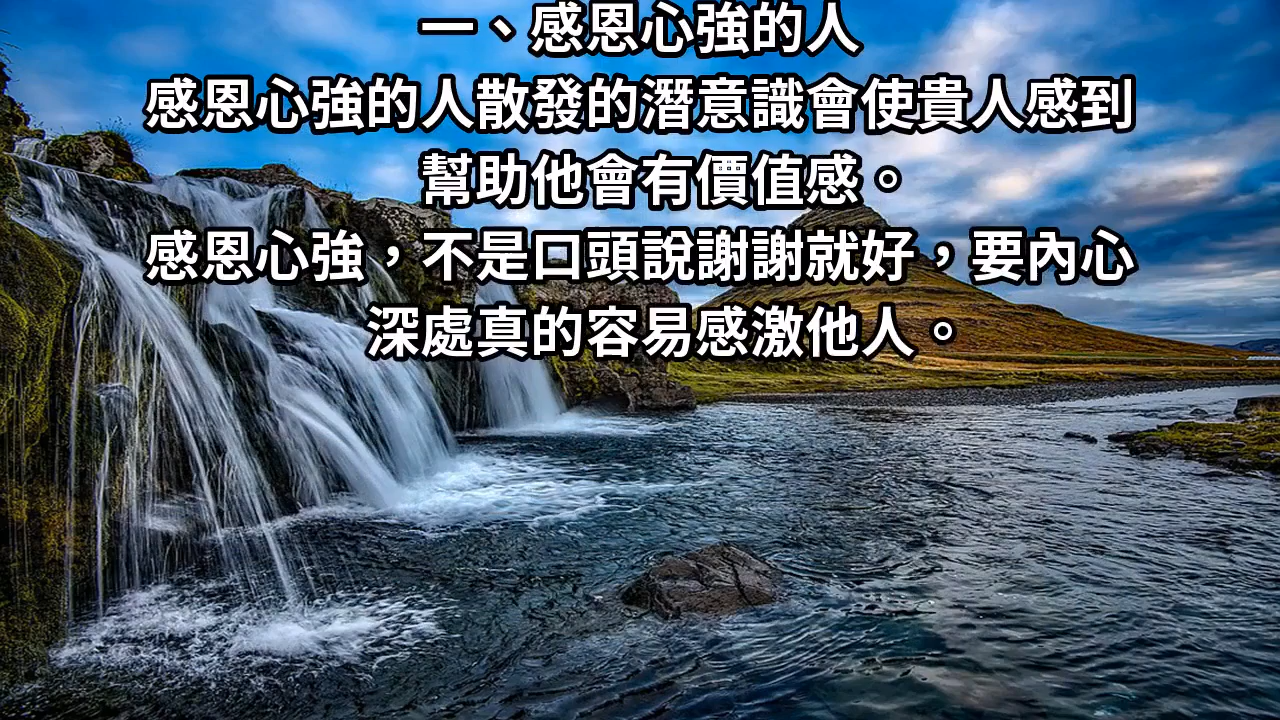 一、感恩心強的人
感恩心強的人散發的潛意識會使貴人感到
幫助他會有價值感。
感恩心強，不是口頭說謝謝就好，要內心
深處真的容易感激他人。